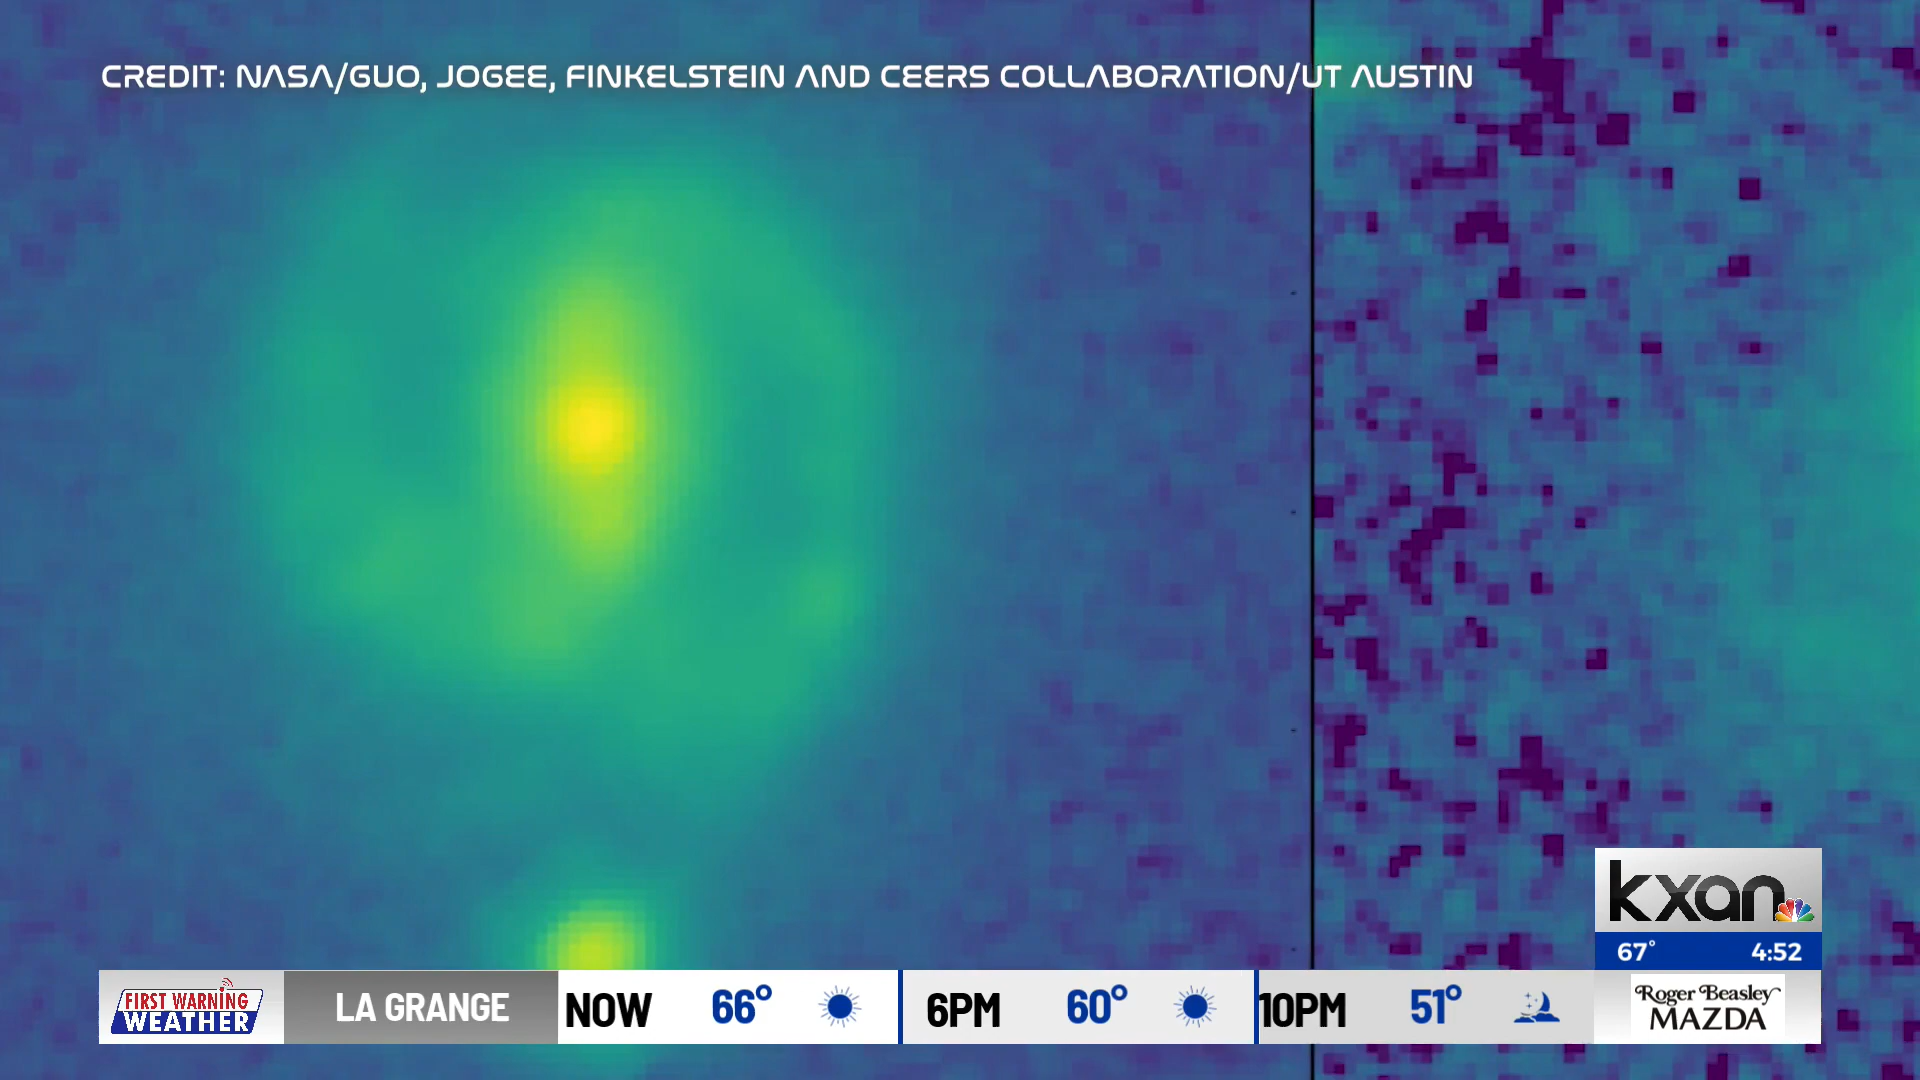 CREDIT: NASA/GUO, JOGEE, FINKELSTEIN AND CEERS COLLABORATION/UT AUSTIN
kxan
67° 4:52
FIRST WARNING
WEATHER
LA GRANGE
NOW 66°
6PM 60°
10PM 51°
Roger Beasley
MAZDA